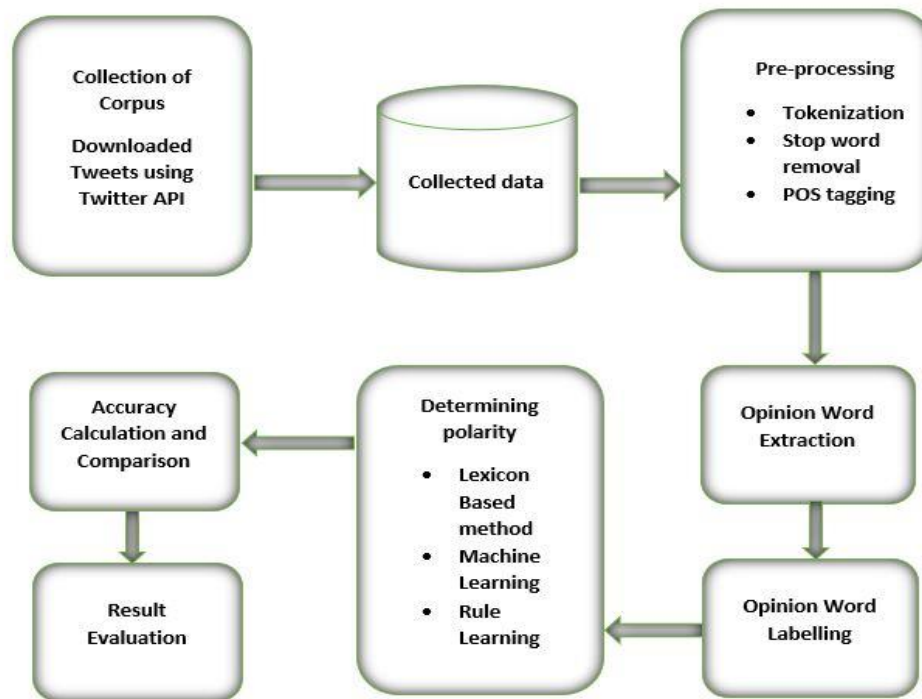 Collection of
Corpus
Downloaded
Tweets using
Twitter API
Collected data
Pre-processing
• Tokenization
• Stop word
removal
• POS tagging
Opinion Word
Extraction
Opinion Word
Labelling
Determining
polarity
• Lexicon
Based
method
• Machine
Learning
• Rule
Learning
Accuracy
Calculation and
Comparison
Result
Evaluation